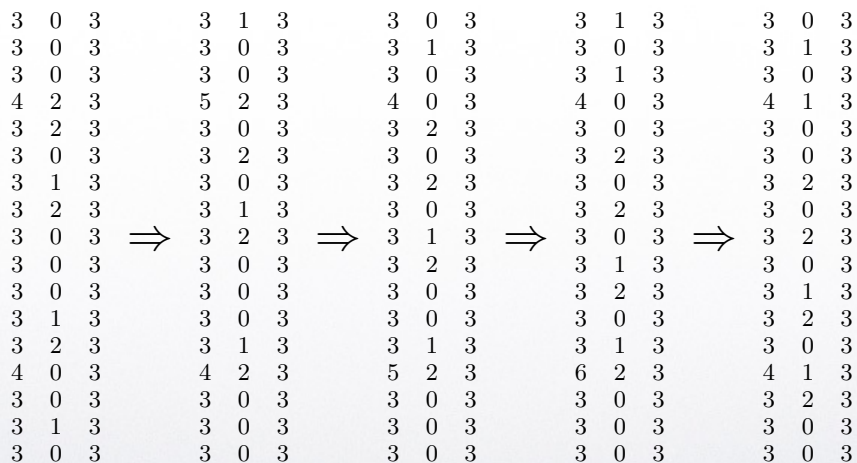 3 0 3 3 1 3 3 0 3 3 1 3 3 0 3
3 0 3 3 0 3 3 1 3 3 0 3 3 1 3
3 0 3 3 0 3 3 0 3 3 1 3 3 0 3
4 2 3 5 2 3 4 0 3 4 0 3 4 1 3
3 2 3 3 0 3 3 2 3 3 0 3 3 0 3
3 0 3 3 2 3 3 0 3 3 2 3 3 0 3
3 1 3 3 0 3 3 2 3 3 0 3 3 2 3
3 2 3 3 1 3 3 0 3 3 2 3 3 0 3
3 0 3 ⇒ 3 2 3 ⇒ 3 1 3 ⇒ 3 0 3 ⇒ 3 2 3
3 0 3 3 0 3 3 2 3 3 1 3 3 0 3
3 0 3 3 0 3 3 0 3 3 2 3 3 1 3
3 1 3 3 0 3 3 0 3 3 0 3 3 2 3
3 2 3 3 1 3 3 1 3 3 1 3 3 0 3
4 0 3 4 2 3 5 2 3 6 2 3 4 1 3
3 0 3 3 0 3 3 0 3 3 0 3 3 2 3
3 1 3 3 0 3 3 0 3 3 0 3 3 0 3
3 0 3 3 0 3 3 0 3 3 0 3 3 0 3